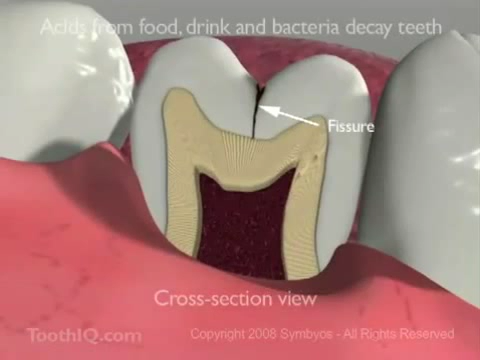 Acids from food, drink and bacteria decay teeth
Fissure
Cross-section view
ToothIQ.com
Copyright 2008 Symbyos - All Rights Reserved